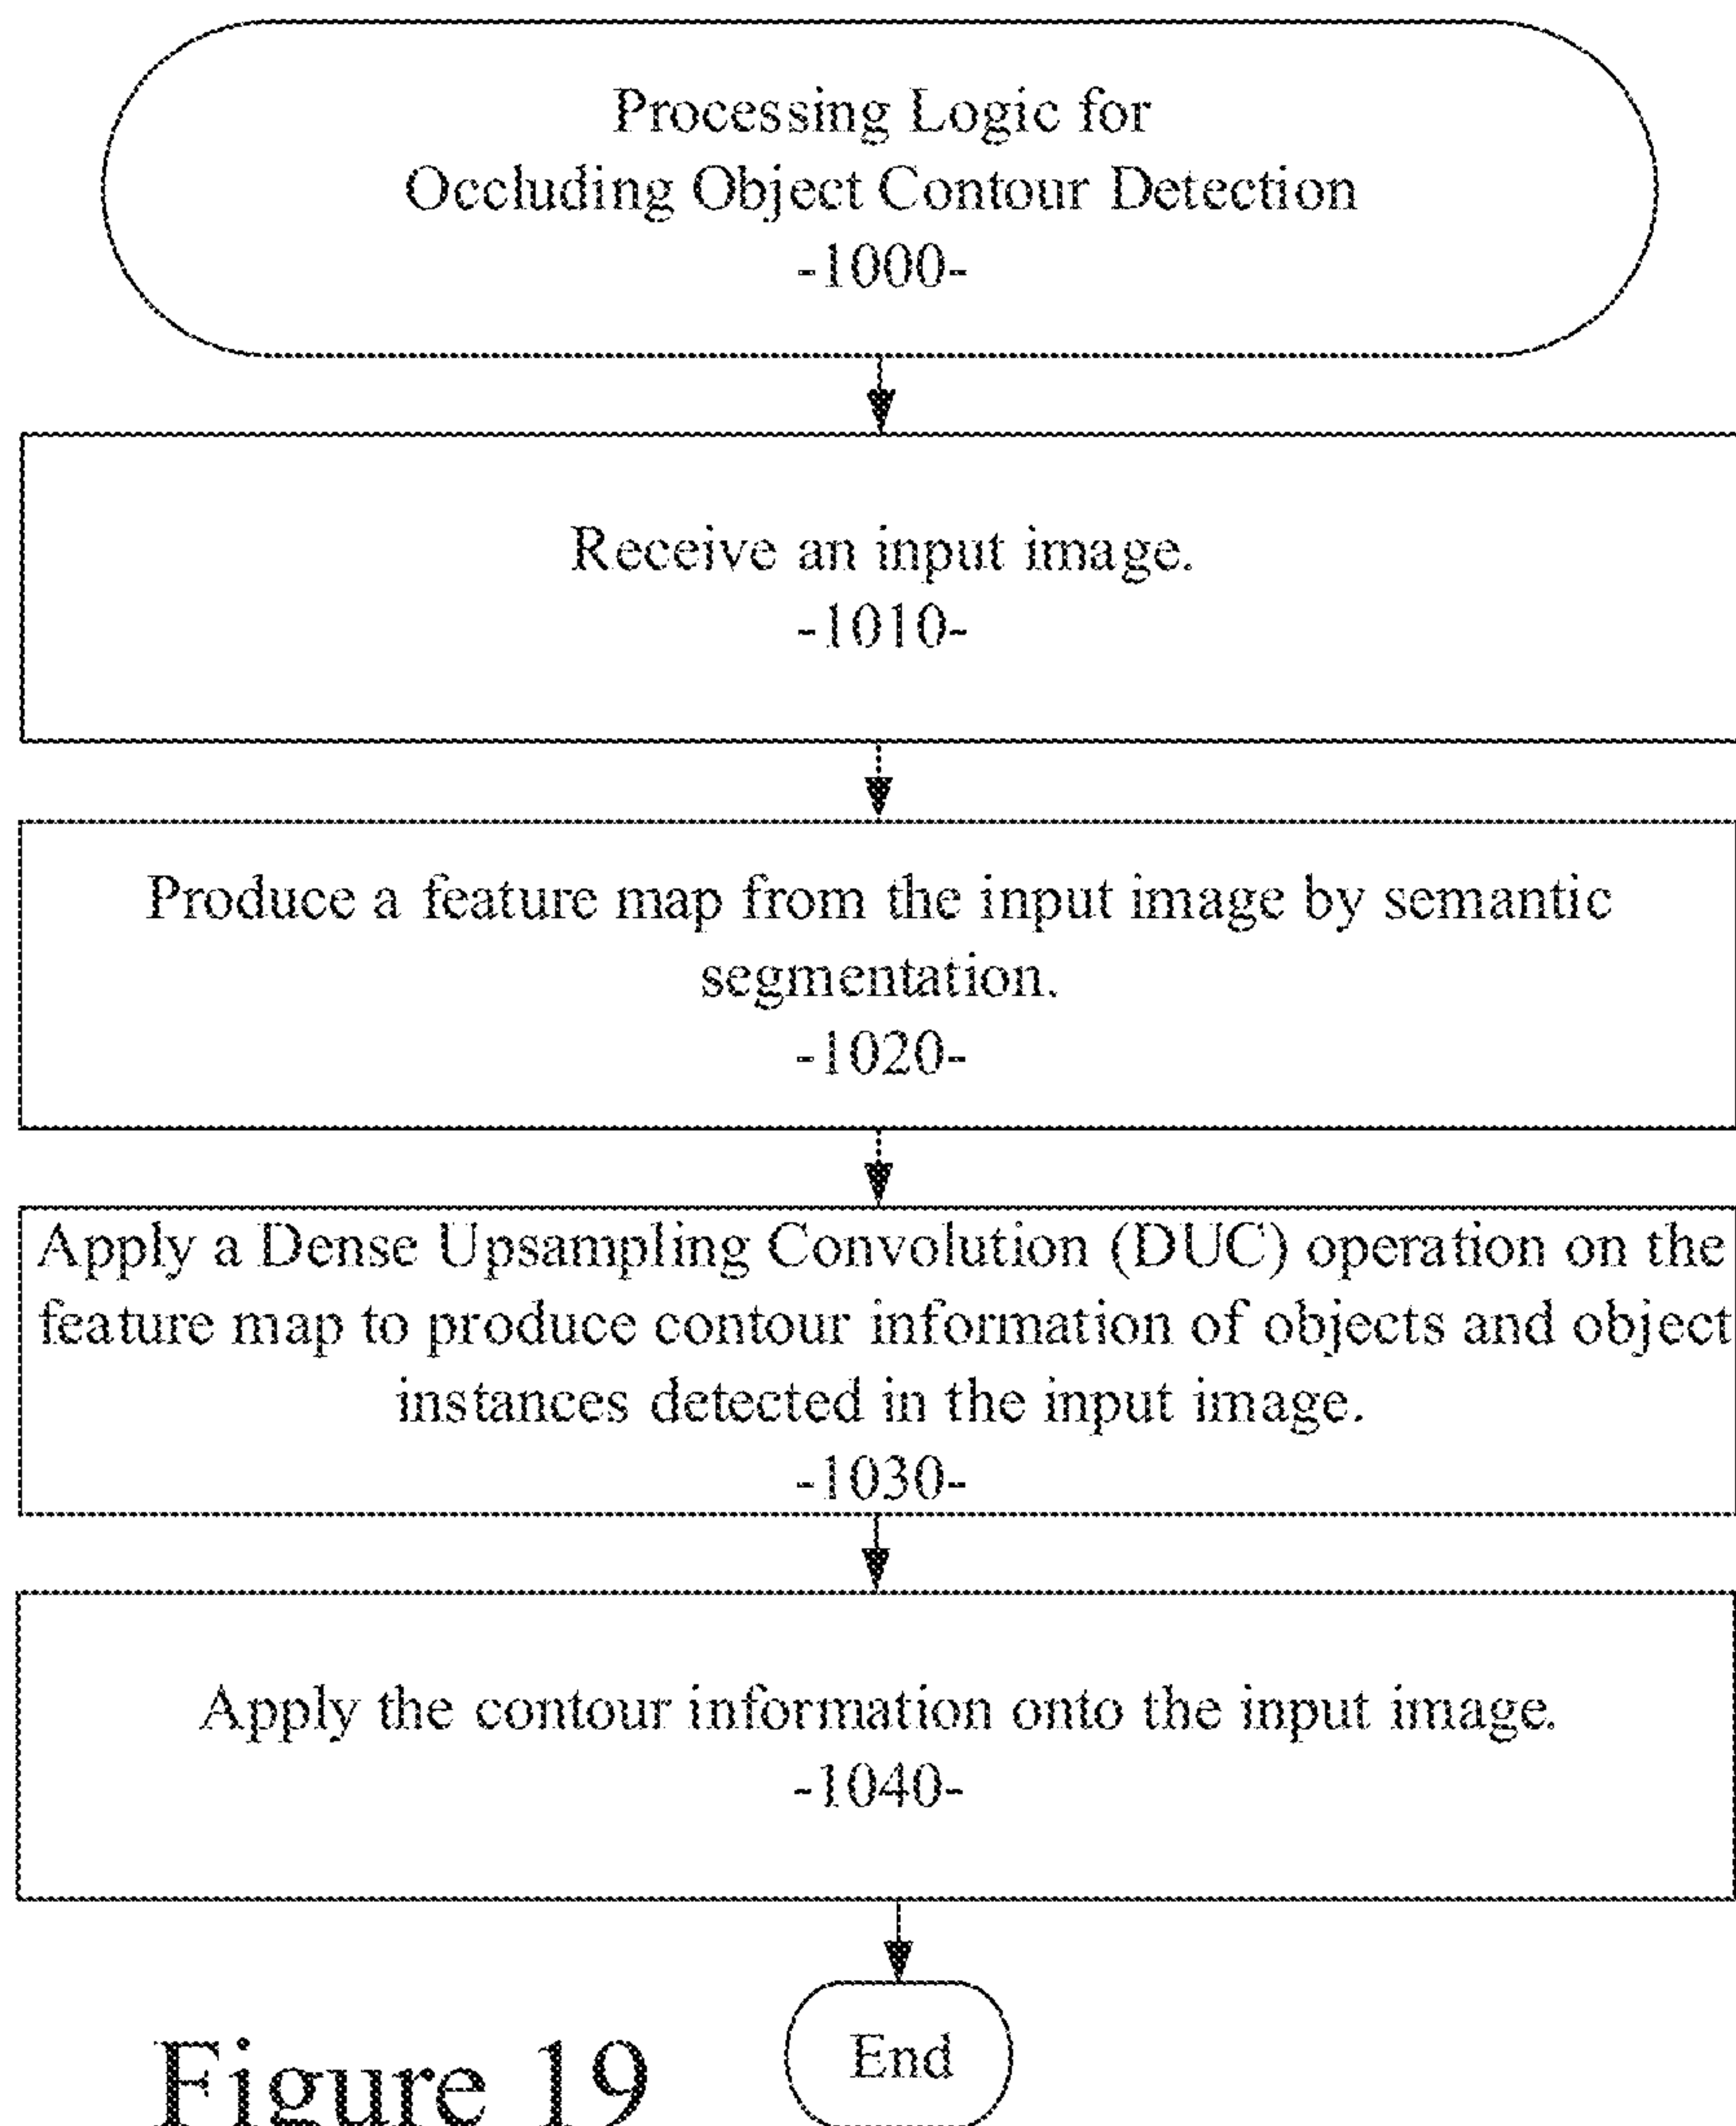 Processing Logic for
Occluding Object Contour Detection
-1000-
Receive an input image.
-1010-
Produce a feature map from the input image by semantic
segmentation.
-1020-
Apply a Dense Upsampling Convolution (DUC) operation on the
feature map to produce contour information of objects and object
instances detected in the input image.
-1030-
Apply the contour information onto the input image.
-1040-
End
Figure 19